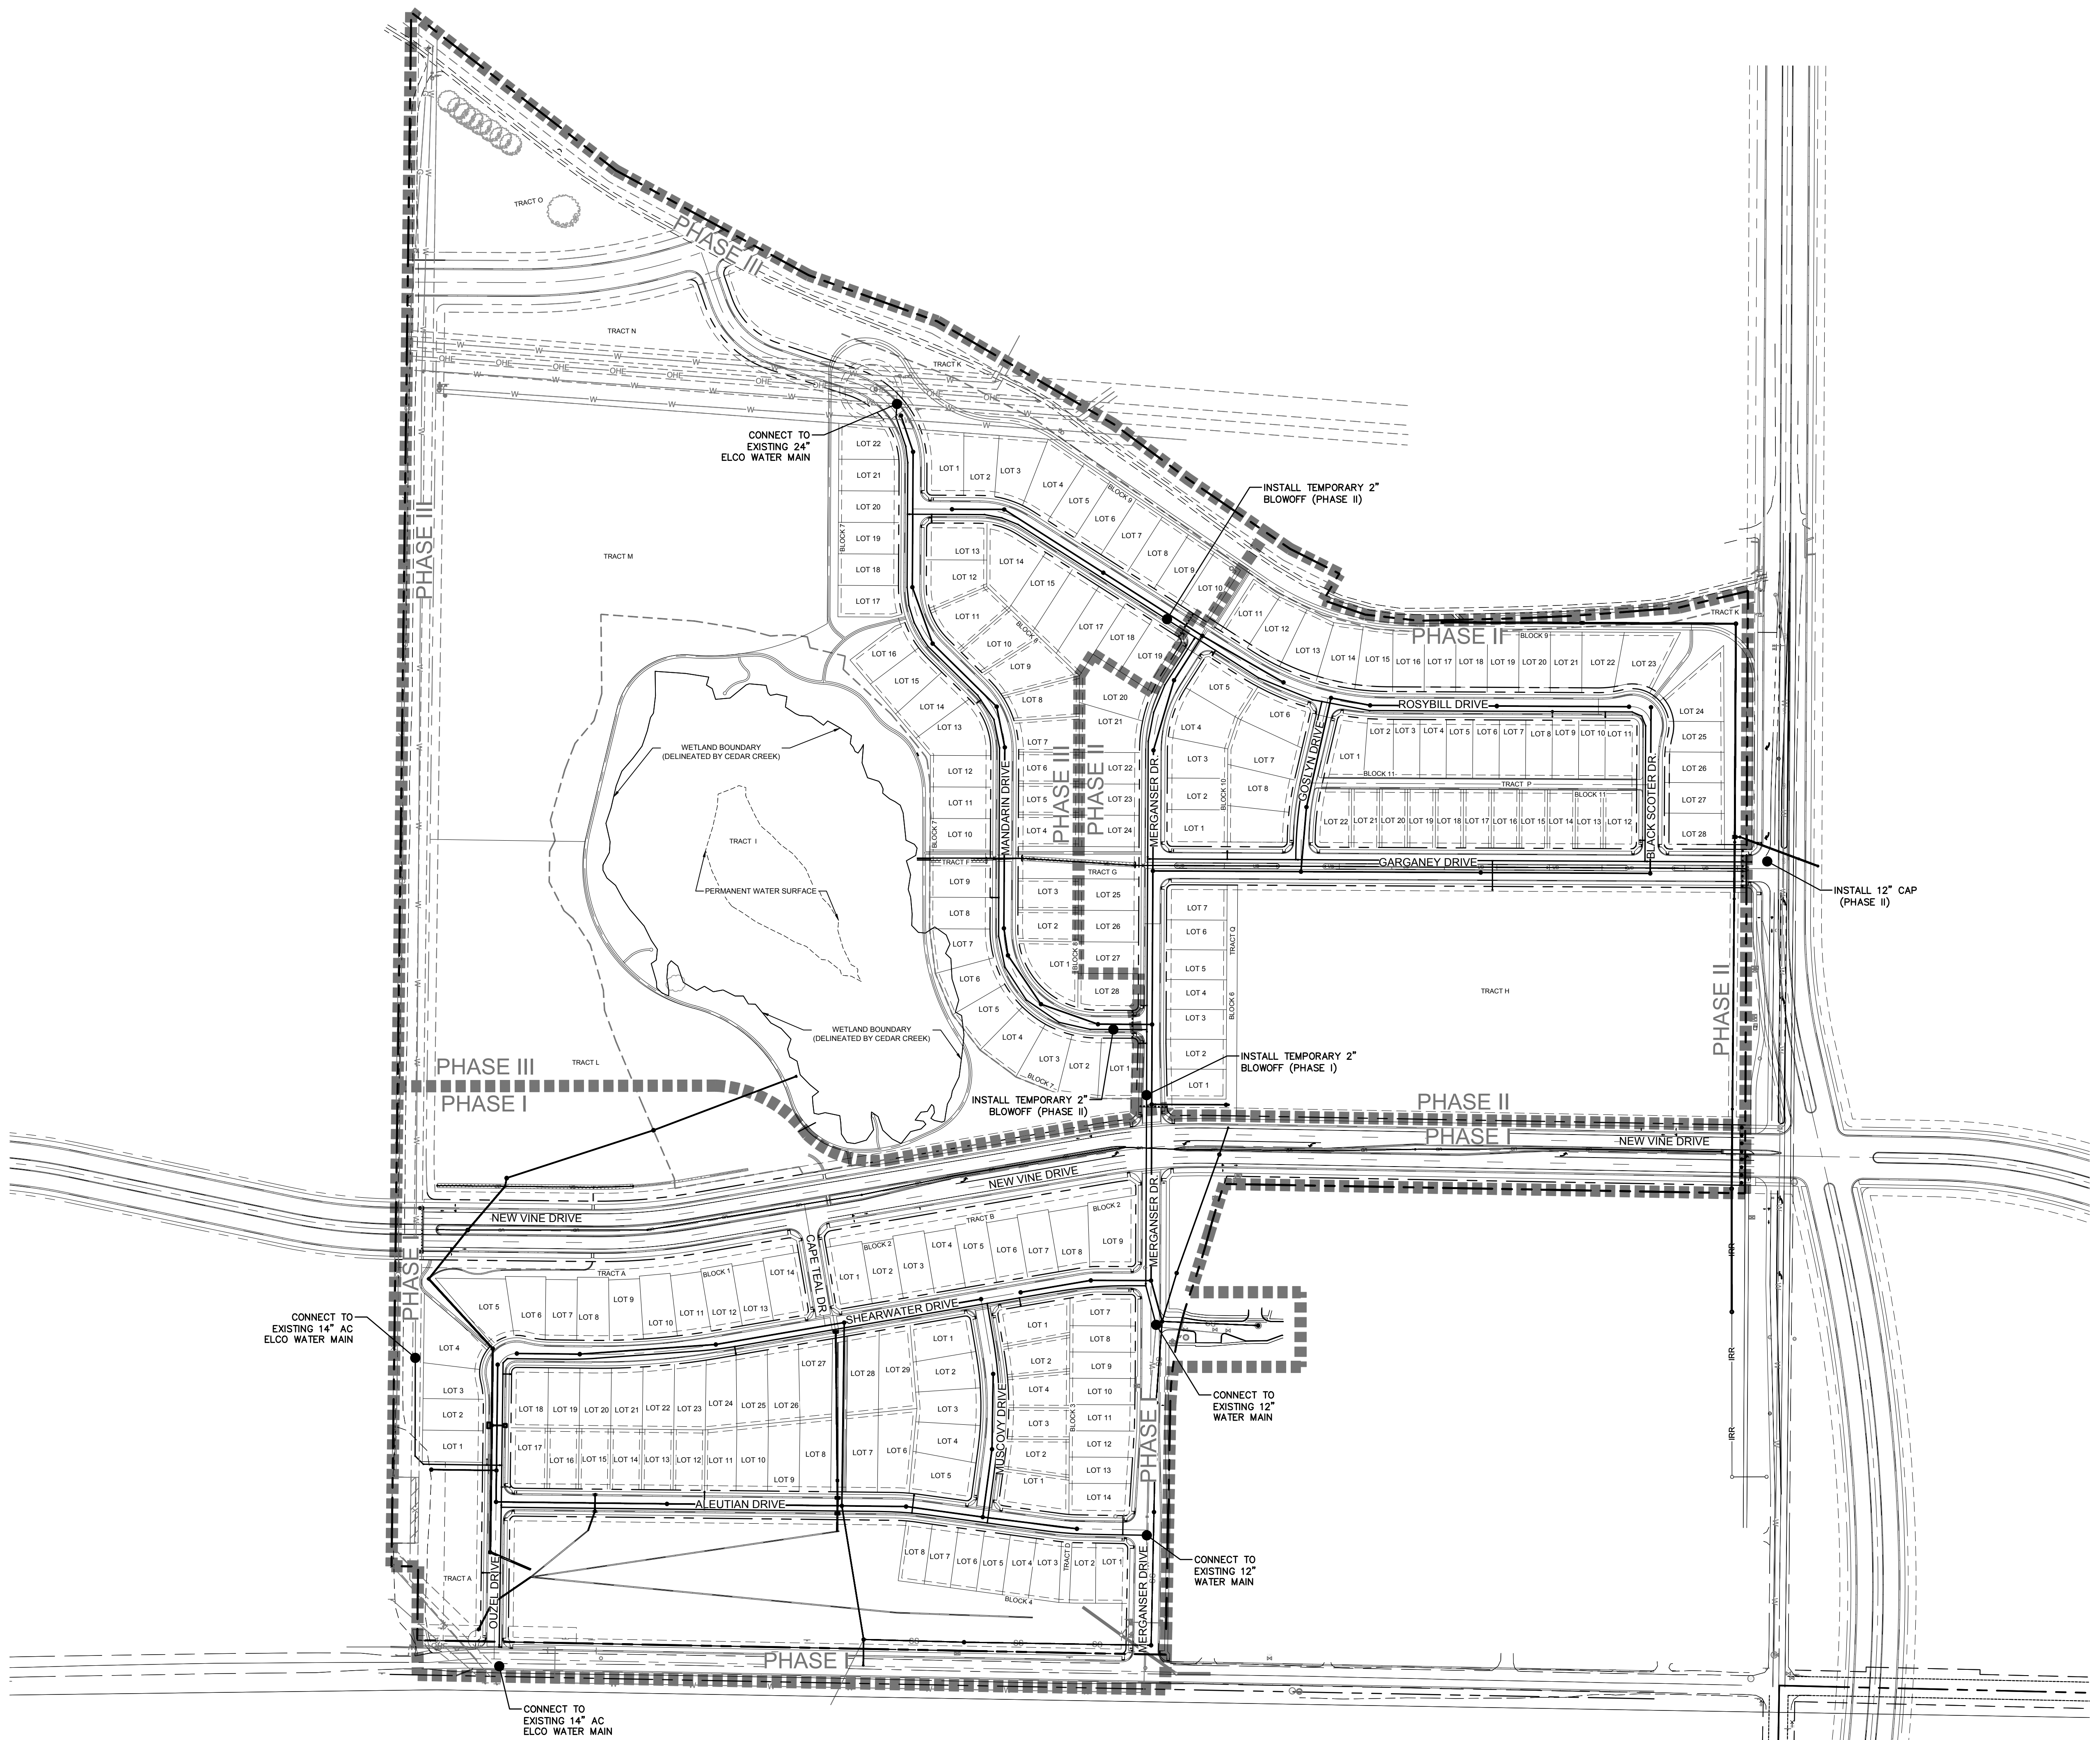 TRACT O
PHASE III
TRACT N
W
W
W
W
W
OHE
OHE
OHE
OHE
OHE
OHE
OHE
W
W
W
W
W
W
W
W
W
W
TRACT K
CONNECT TO
EXISTING 24"
ELCO WATER MAIN
LOT 22
LOT 21
LOT 20
LOT 19
LOT 18
LOT 17
BLOCK 7
LOT 1
LOT 2
LOT 3
LOT 4
LOT 5
LOT 6
LOT 7
LOT 8
LOT 9
LOT 10
BLOCK 9
INSTALL TEMPORARY 2"
BLOWOFF (PHASE II)
PHASE III
TRACT M
LOT 13
LOT 14
LOT 12
LOT 15
LOT 11
LOT 17
LOT 10
LOT 18
LOT 9
LOT 19
BLOCK 8
LOT 8
LOT 20
LOT 21
LOT 11
LOT 12
LOT 13
LOT 14
LOT 15
LOT 16
LOT 17
LOT 18
LOT 19
LOT 20
LOT 21
LOT 22
LOT 23
PHASE II
BLOCK 9
TRACT K
LOT 16
LOT 15
LOT 14
LOT 13
LOT 5
LOT 6
LOT 4
LOT 3
LOT 7
LOT 2
LOT 8
LOT 1
BLOCK 10
ROSYBILL DRIVE
GOSLYN DRIVE
LOT 1
LOT 2
LOT 3
LOT 4
LOT 5
LOT 6
LOT 7
LOT 8
LOT 9
LOT 10
LOT 11
BLOCK 11
TRACT P
BLOCK 11
LOT 22
LOT 21
LOT 20
LOT 19
LOT 18
LOT 17
LOT 16
LOT 15
LOT 14
LOT 13
LOT 12
BLACK SCOTER DR.
LOT 24
LOT 25
LOT 26
LOT 27
LOT 28
WETLAND BOUNDARY
(DELINEATED BY CEDAR CREEK)
LOT 12
LOT 11
LOT 10
BLOCK 7
TRACT F
LOT 9
LOT 8
LOT 7
LOT 6
LOT 5
LOT 4
LOT 3
LOT 2
LOT 1
BLOCK 7
MANDARIN DRIVE
LOT 7
LOT 6
LOT 5
LOT 4
LOT 3
LOT 2
LOT 1
BLOCK 8
PHASE III
PHASE II
LOT 22
LOT 23
LOT 24
TRACT G
LOT 25
LOT 26
LOT 27
LOT 28
MERGANSER DR.
GARGANEY DRIVE
INSTALL 12" CAP
(PHASE II)
TRACT I
PERMANENT WATER SURFACE
LOT 7
LOT 6
LOT 5
LOT 4
LOT 3
LOT 2
LOT 1
TRACT Q
BLOCK 6
TRACT H
PHASE II
WETLAND BOUNDARY
(DELINEATED BY CEDAR CREEK)
INSTALL TEMPORARY 2"
BLOWOFF (PHASE I)
INSTALL TEMPORARY 2"
BLOWOFF (PHASE II)
TRACT L
PHASE III
PHASE I
PHASE II
PHASE I
NEW VINE DRIVE
NEW VINE DRIVE
NEW VINE DRIVE
PHASE I
CAPE TEAL DR.
TRACT B
BLOCK 2
BLOCK 2
LOT 1
LOT 2
LOT 3
LOT 4
LOT 5
LOT 6
LOT 7
LOT 8
LOT 9
MERGANSER DR.
TRACT A
BLOCK 1
LOT 5
LOT 6
LOT 7
LOT 8
LOT 9
LOT 10
LOT 11
LOT 12
LOT 13
LOT 14
SHEARWATER DRIVE
CONNECT TO
EXISTING 14" AC
ELCO WATER MAIN
LOT 4
LOT 3
LOT 2
LOT 1
LOT 18
LOT 19
LOT 20
LOT 21
LOT 22
LOT 23
LOT 24
LOT 25
LOT 26
LOT 27
LOT 28
LOT 29
LOT 17
LOT 16
LOT 15
LOT 14
LOT 13
LOT 12
LOT 11
LOT 10
LOT 9
LOT 8
LOT 7
LOT 6
LOT 1
LOT 2
LOT 3
LOT 4
LOT 5
MUSCOVY DRIVE
LOT 1
LOT 2
LOT 4
LOT 3
LOT 2
LOT 1
BLOCK 3
LOT 7
LOT 8
LOT 9
LOT 10
LOT 11
LOT 12
LOT 13
LOT 14
PHASE I
CONNECT TO
EXISTING 12"
WATER MAIN
IRR
IRR
IRR
ALEUTIAN DRIVE
LOT 8
LOT 7
LOT 6
LOT 5
LOT 4
LOT 3
TRACT D
LOT 2
LOT 1
BLOCK 4
CONNECT TO
EXISTING 12"
WATER MAIN
MERGANSER DRIVE
TRACT A
OUZEL DRIVE
SS
SS
SS
PHASE I
CONNECT TO
EXISTING 14" AC
ELCO WATER MAIN